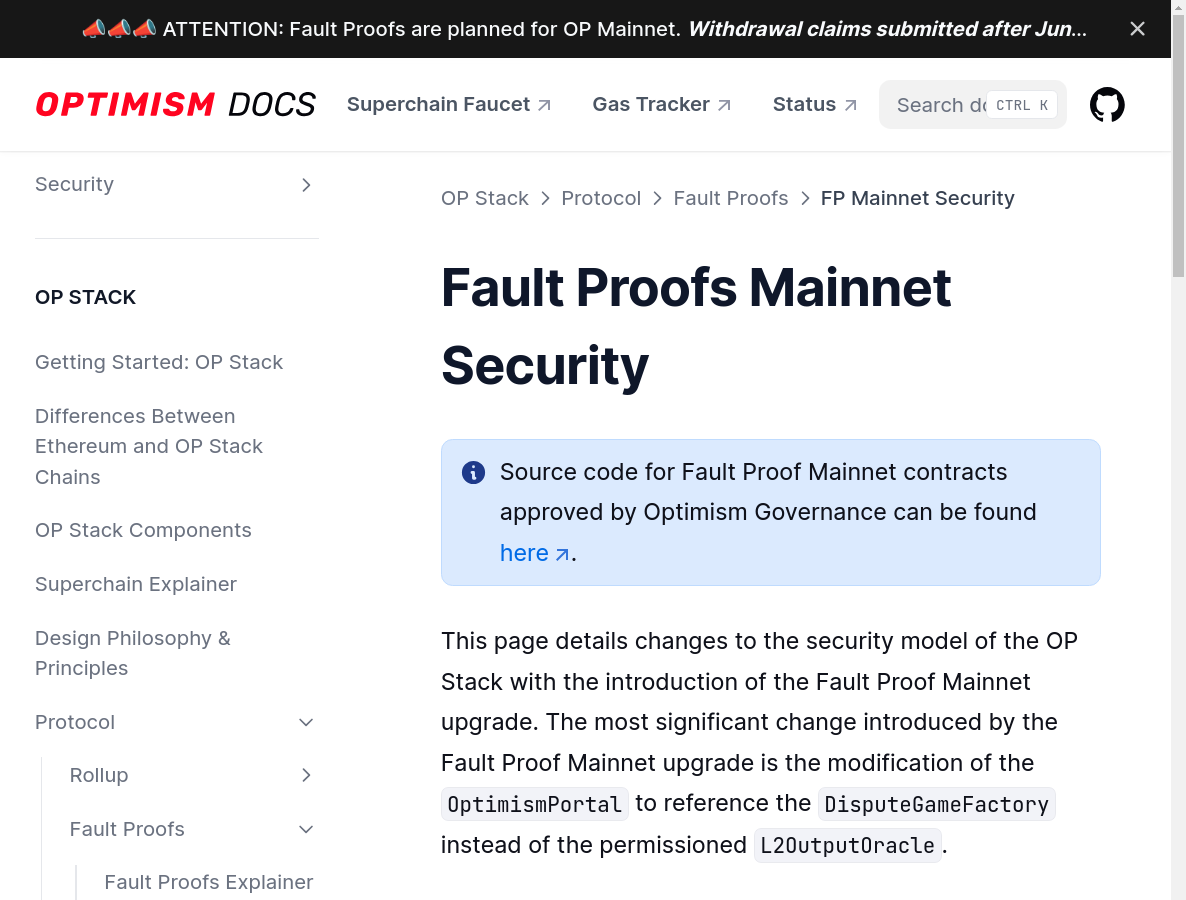 📣📣📣 ATTENTION: Fault Proofs are planned for OP Mainnet. Withdrawal claims submitted after Jun...
OPTIMISM DOCS
Superchain Faucet
Gas Tracker
Status
Search do
CTRL K
Security
OP STACK
Getting Started: OP Stack
Differences Between
Ethereum and OP Stack
Chains
OP Stack Components
Superchain Explainer
Design Philosophy &
Principles
Protocol
Rollup
Fault Proofs
Fault Proofs Explainer
OP Stack > Protocol > Fault Proofs > FP Mainnet Security
Fault Proofs Mainnet
Security
Source code for Fault Proof Mainnet contracts
approved by Optimism Governance can be found
here ↗.
This page details changes to the security model of the OP
Stack with the introduction of the Fault Proof Mainnet
upgrade. The most significant change introduced by the
Fault Proof Mainnet upgrade is the modification of the
OptimismPortal to reference the DisputeGameFactory
instead of the permissioned L2OutputOracle.